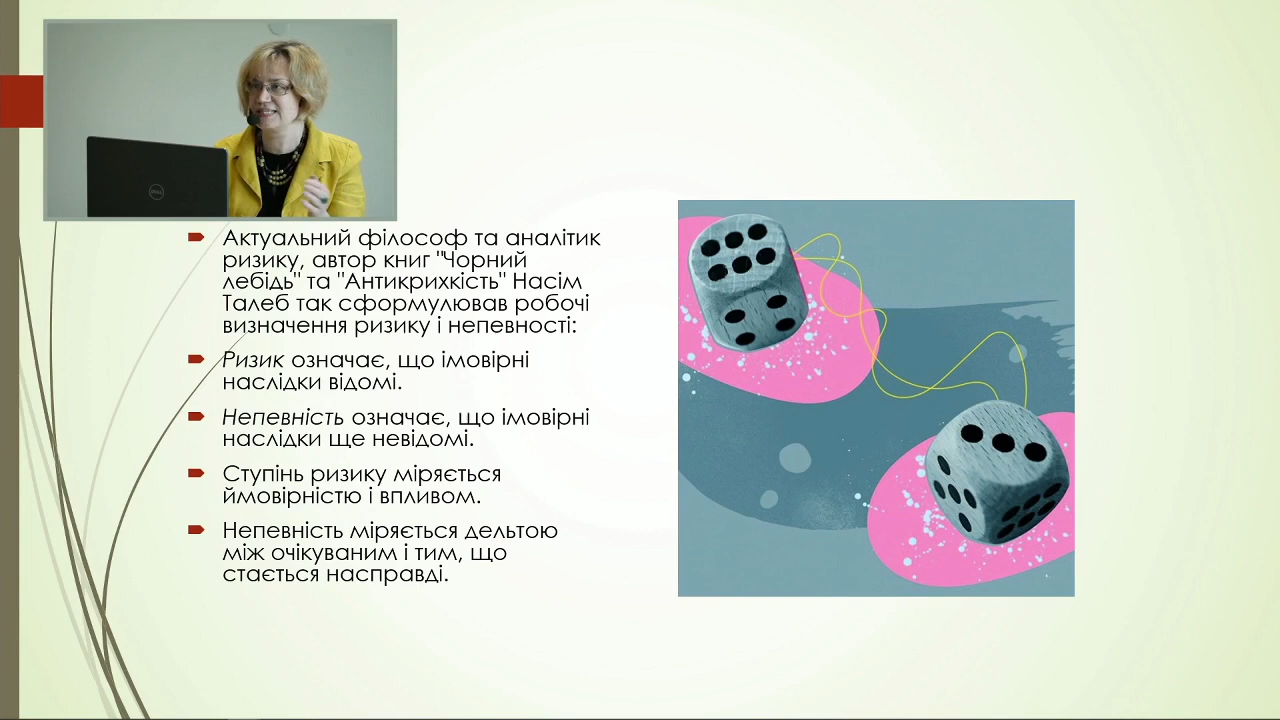 DELL
Актуальний філософ та аналітик
ризику, автор книг "Чорний
лебідь" та "Антикрихкість" Насім
Талеб так сформулював робочі
визначення ризику і непевності:
Ризик означає, що імовірні
наслідки відомі.
Непевність означає, що імовірні
наслідки ще невідомі.
Ступінь ризику міряється
ймовірністю і впливом.
Непевність міряється дельтою
між очікуваним і тим, що
стається насправді.